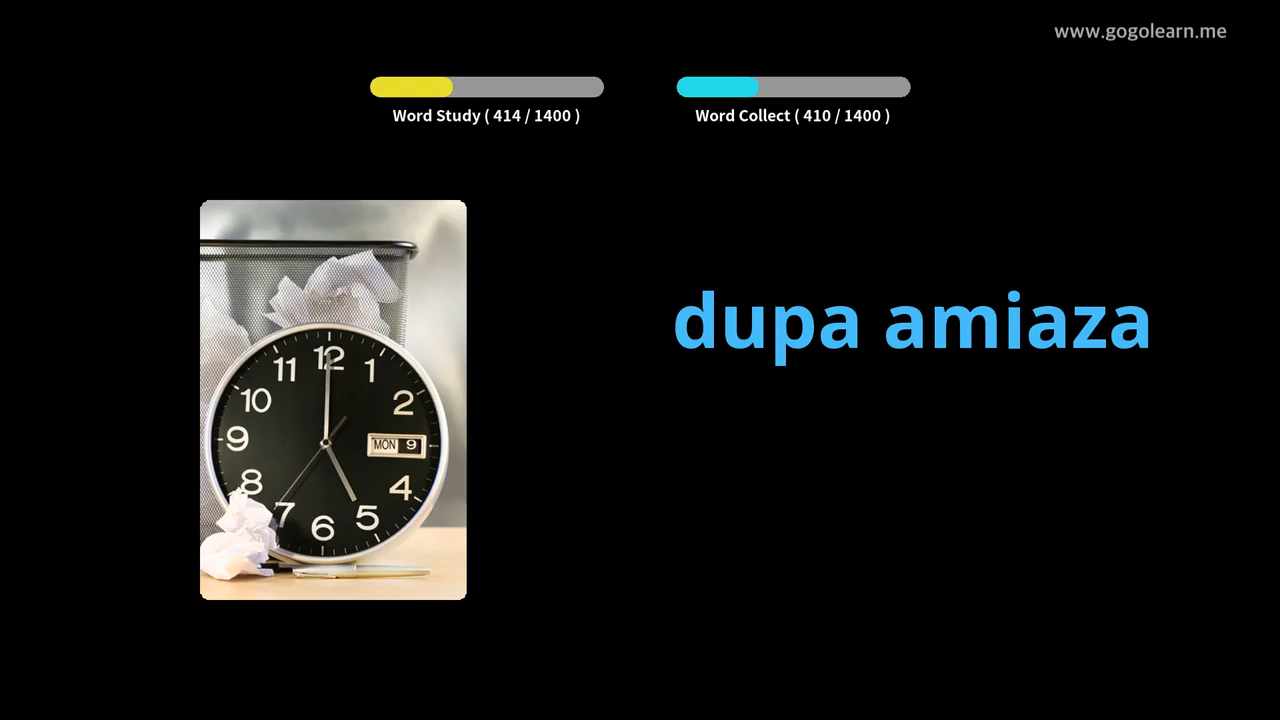 www.gogolearn.me
Word Study ( 414 / 1400 )
Word Collect ( 410 / 1400 )
dupa amiaza
12
11
1
10
2
9
MON 9
8
4
7
5
6